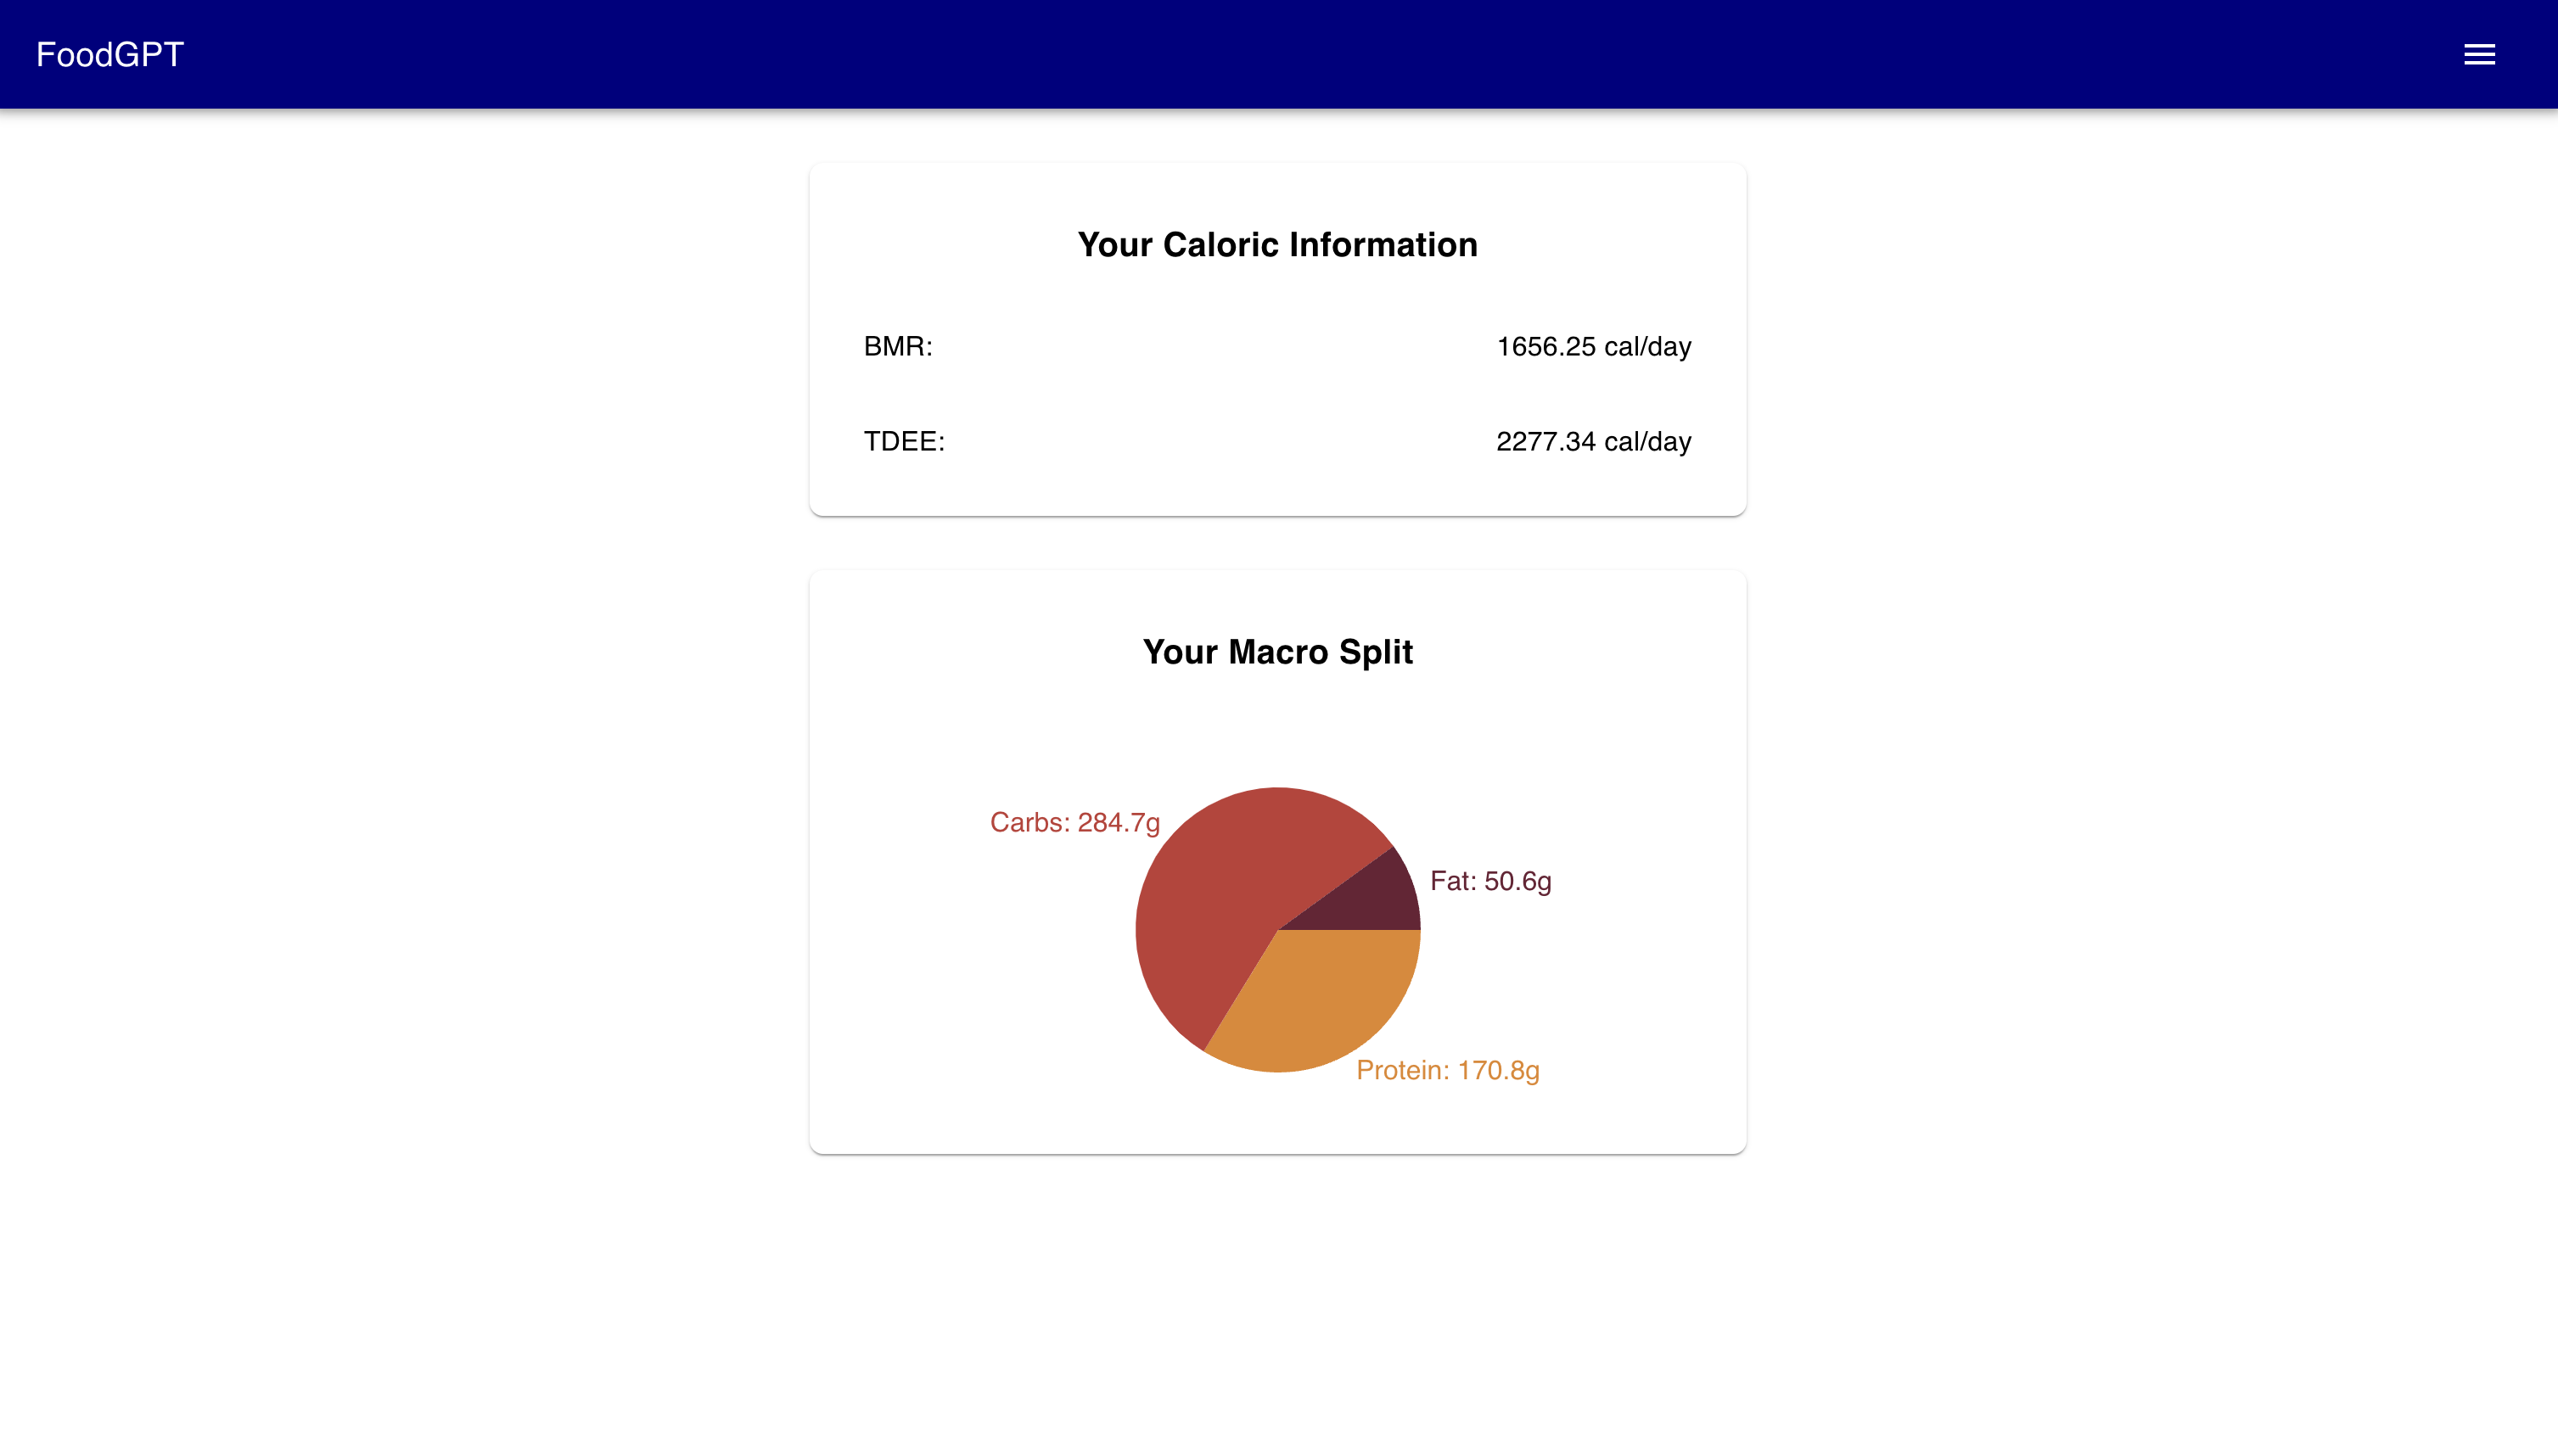 FoodGPT
Your Caloric Information
BMR: 1656.25 cal/day
TDEE: 2277.34 cal/day
Your Macro Split
Carbs: 284.7g
Fat: 50.6g
Protein: 170.8g